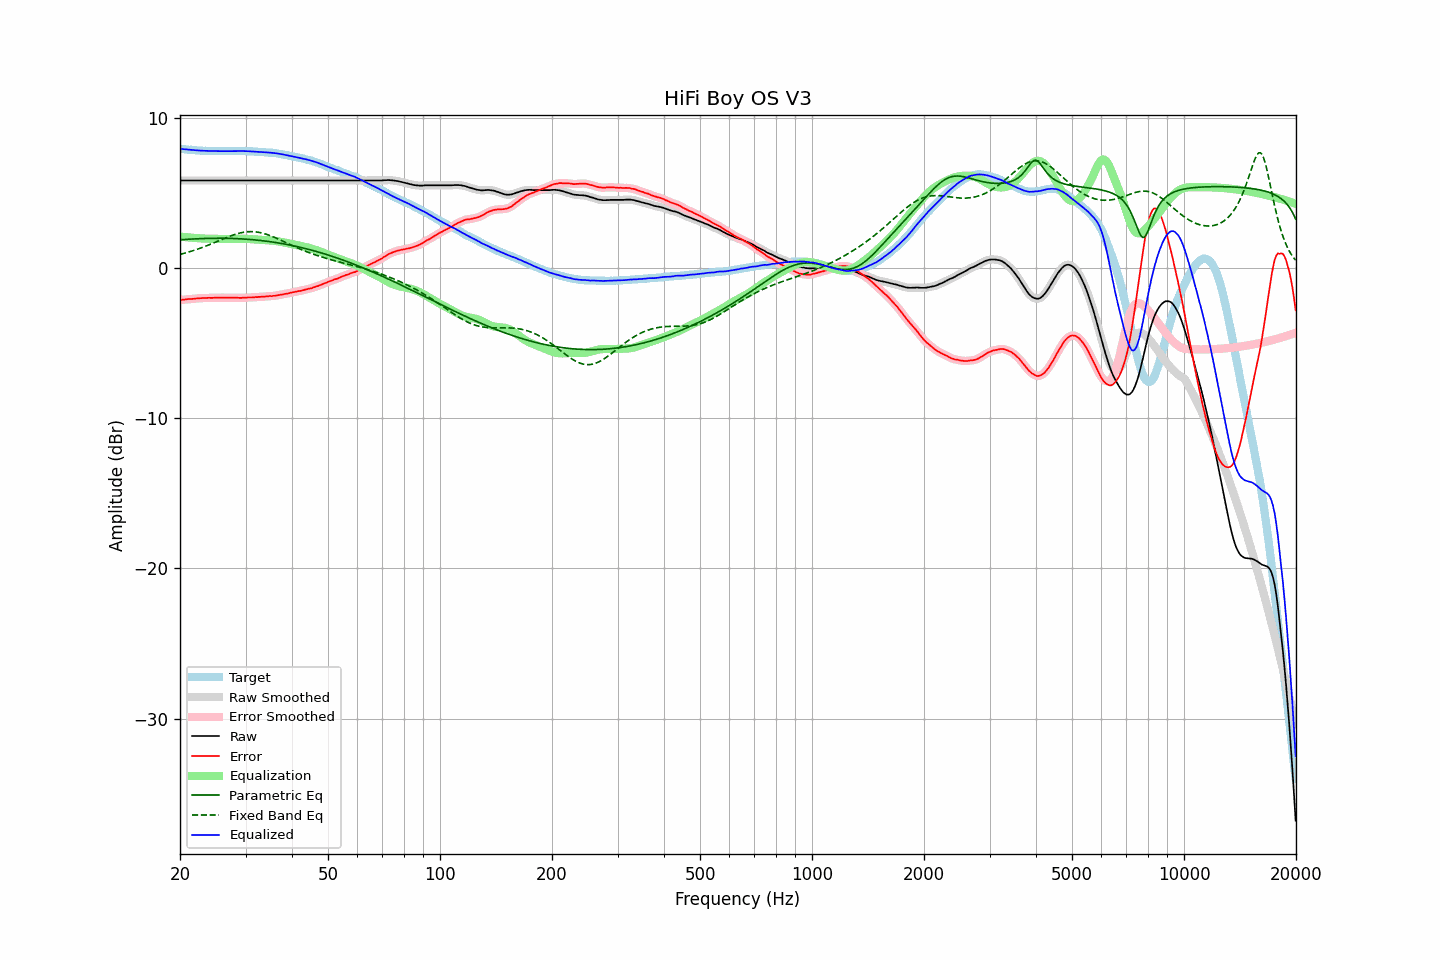 HiFi Boy OS V3
Amplitude (dBr)
10
0
−10
−20
−30
Target
Raw Smoothed
Error Smoothed
Raw
Error
Equalization
Parametric Eq
Fixed Band Eq
Equalized
20 50 100 200 500 1000 2000 5000 10000 20000
Frequency (Hz)